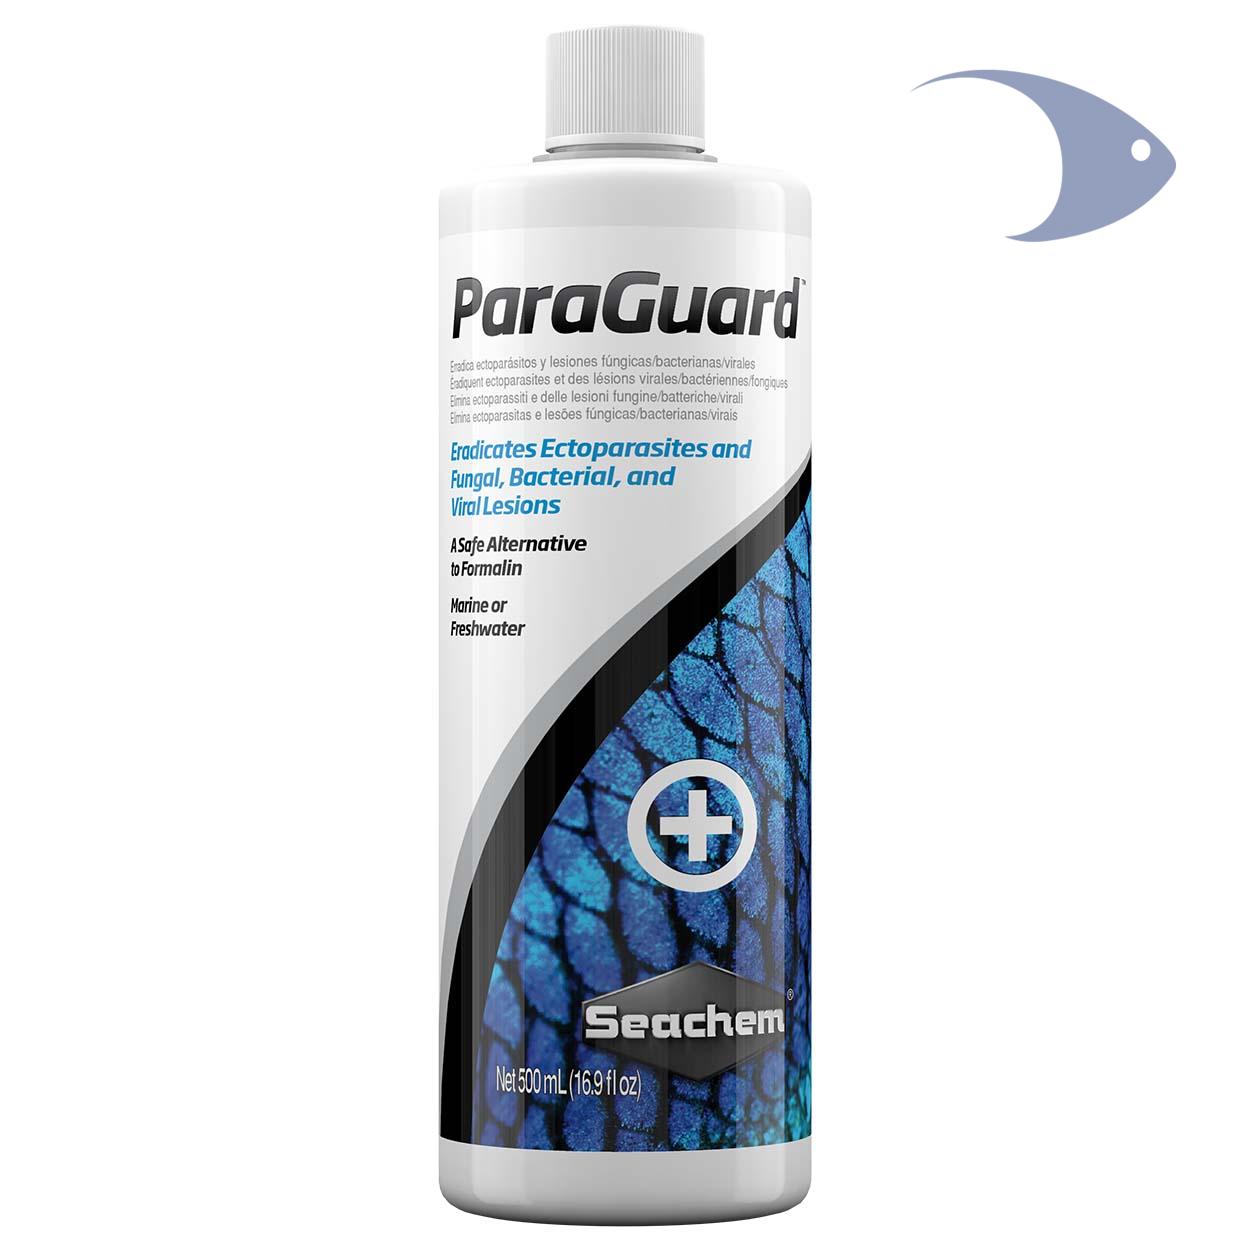 ParaGuard™
Erradica ectoparásitos y lesiones fúngicas/bacterianas/virales
Éradiquent ectoparasites et des lésions virales/bactériennes/fongiques
Elimina ectoparassiti e delle lesioni fungine/batteriche/virali
Elimina ectoparasitas e lesões fúngicas/bacterianas/virais
Eradicates Ectoparasites and
Fungal, Bacterial, and
Viral Lesions
A Safe Alternative
to Formalin
Marine or
Freshwater
Seachem®
Net 500 mL (16.9 fl oz)